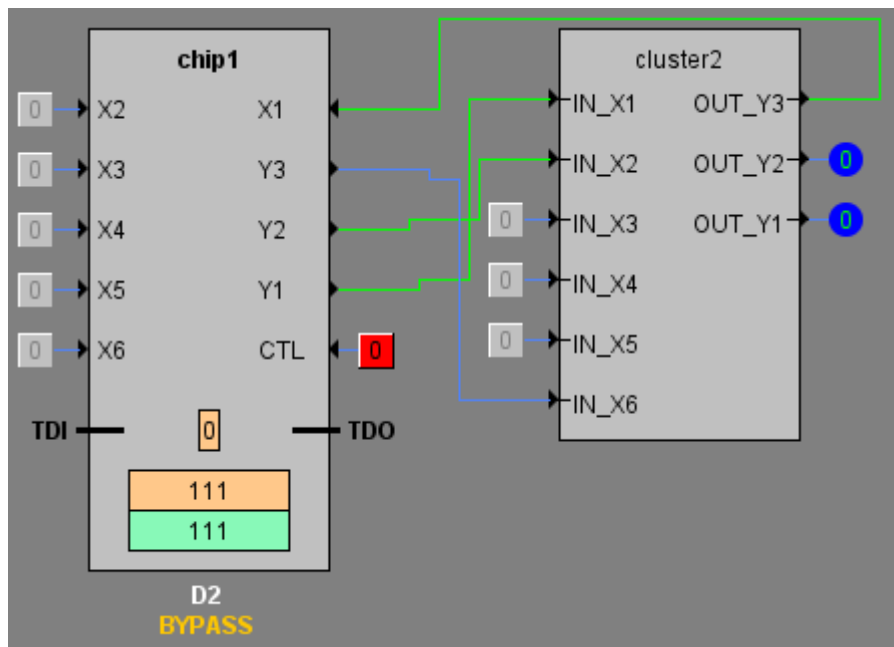 chip1
0 X2 X1
0 X3 Y3
0 X4 Y2
0 X5 Y1
0 X6 CTL 0
TDI 0 TDO
111
111
D2
BYPASS
cluster2
IN_X1 OUT_Y3
IN_X2 OUT_Y2 0
0 IN_X3 OUT_Y1 0
0 IN_X4
0 IN_X5
IN_X6